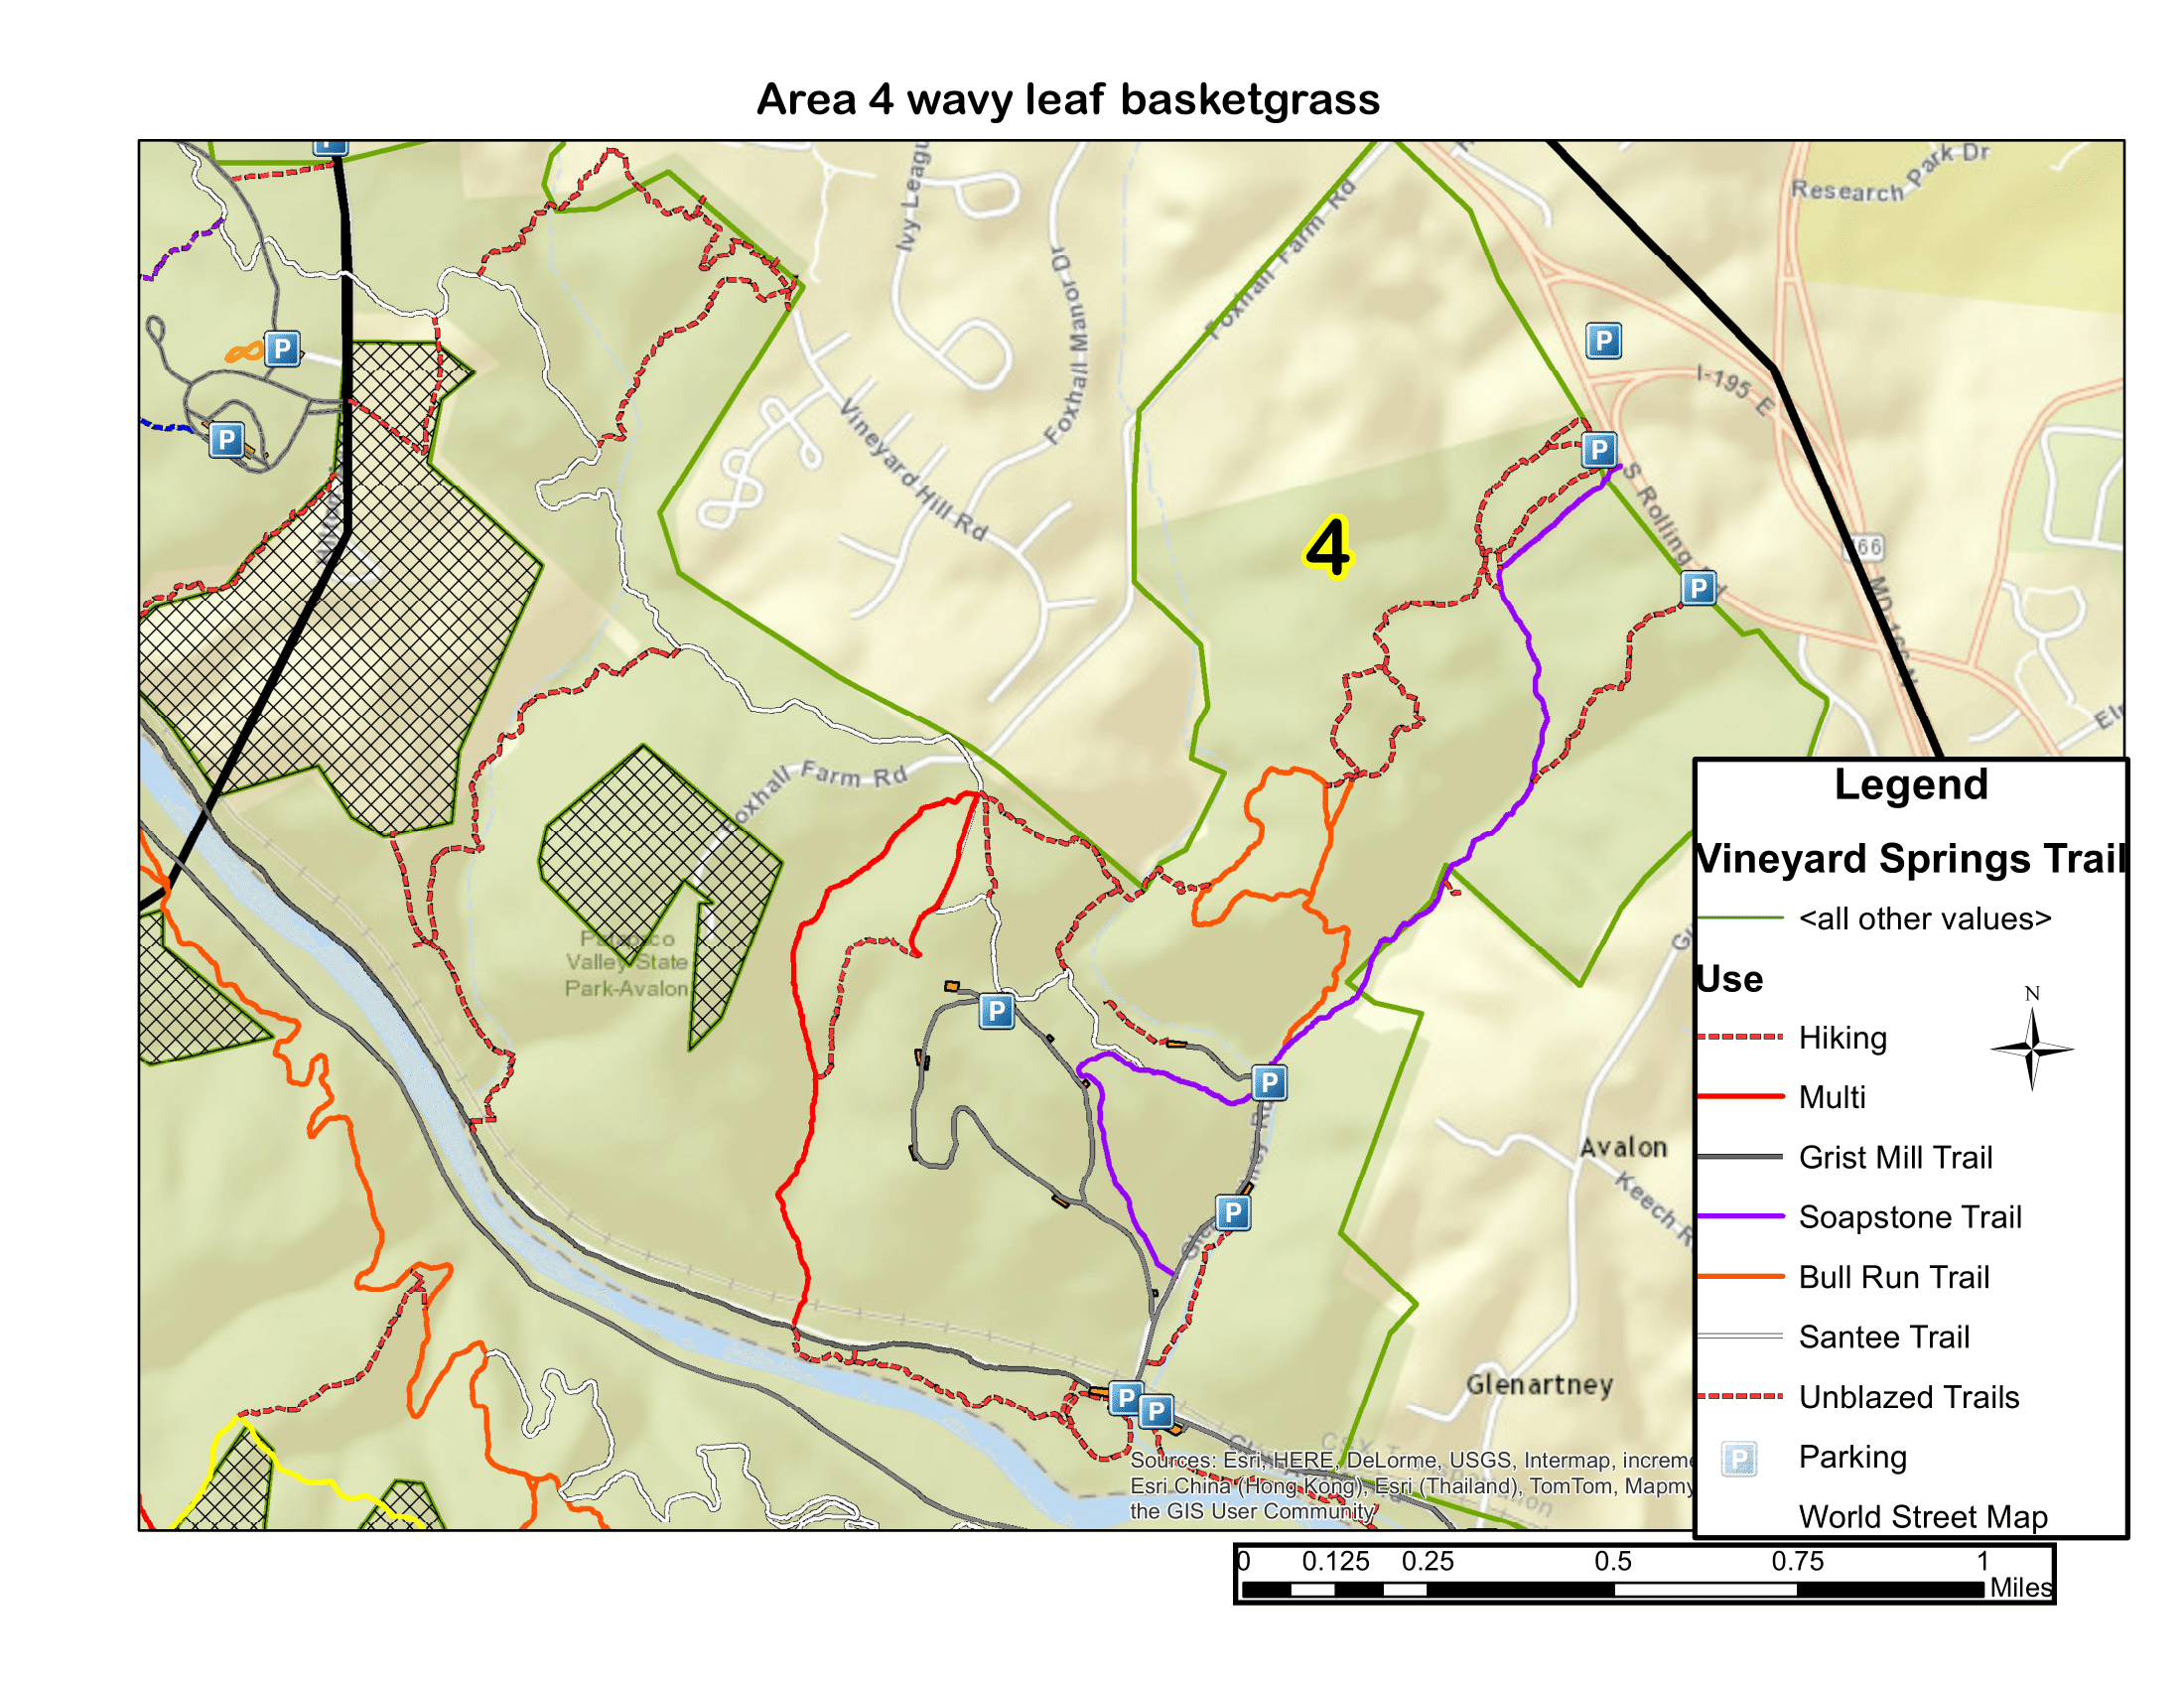 Area 4 wavy leaf basketgrass
Research Park Dr
Ivy Leagu
Foxhall Manor Dr
Foxhall Farm Rd
I-195 E
P
P
P
P
P
P
Vineyard Hill Rd
4
S Rolling Rd
166
MD-166 N
Foxhall Farm Rd
Legend
Vineyard Springs Trail
<all other values>
Use
N
Hiking
Multi
Grist Mill Trail
Soapstone Trail
Bull Run Trail
Santee Trail
Unblazed Trails
P Parking
World Street Map
Patapsco
Valley State
Park-Avalon
P
P
P
P
P
Avalon
Keech R
Glenartney
Sources: Esri, HERE, DeLorme, USGS, Intermap, increme
Esri China (Hong Kong), Esri (Thailand), TomTom, Mapmy
the GIS User Community
0 0.125 0.25 0.5 0.75 1
Miles